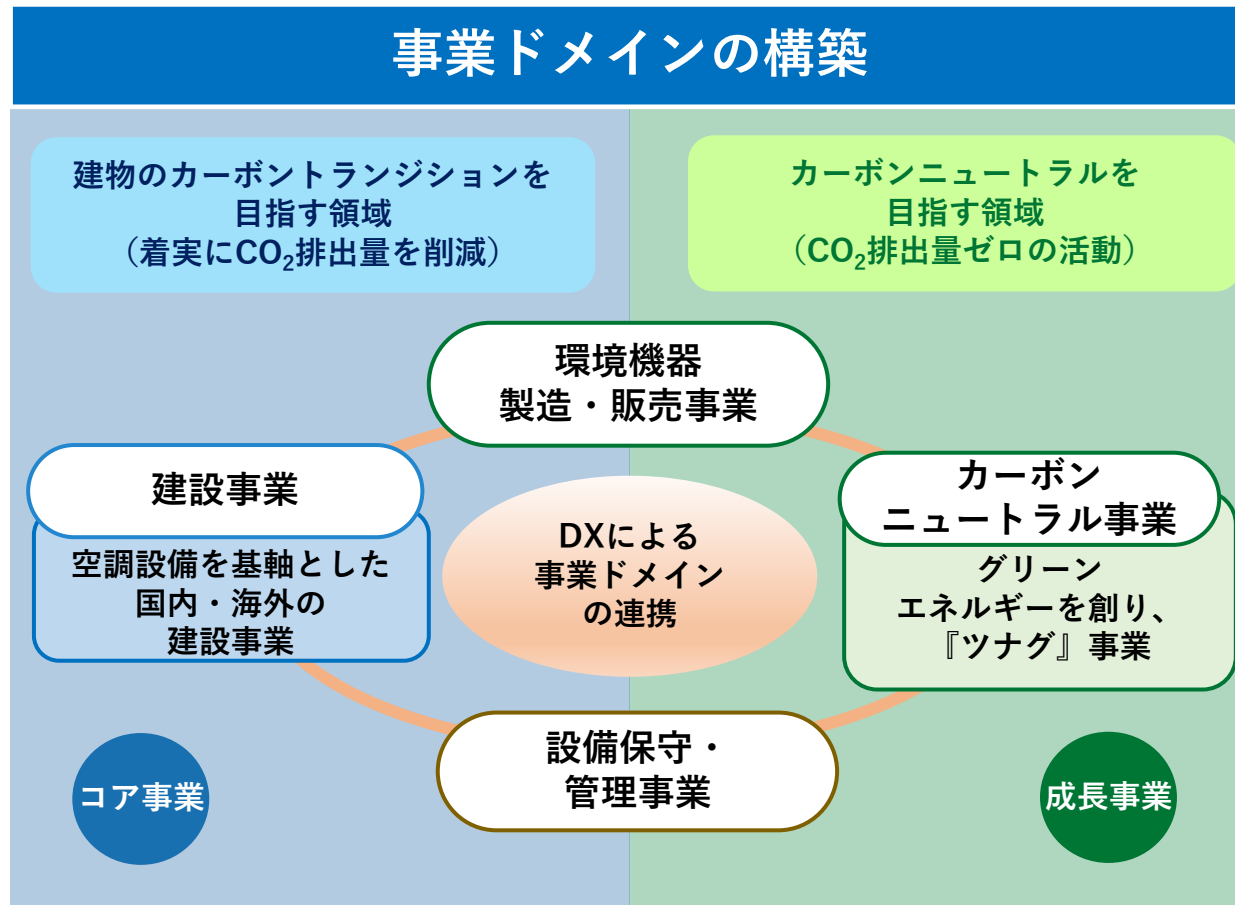 事業ドメインの構築
建物のカーボントランジションを
目指す領域
（着実にCO₂排出量を削減）
カーボンニュートラルを
目指す領域
（CO₂排出量ゼロの活動）
環境機器
製造・販売事業
建設事業
空調設備を基軸とした
国内・海外の
建設事業
DXによる
事業ドメイン
の連携
カーボン
ニュートラル事業
グリーン
エネルギーを創り、
『ツナグ』事業
設備保守・
管理事業
コア事業
成長事業